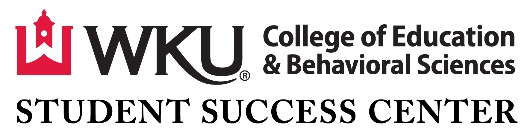 WKU® College of Education
& Behavioral Sciences
STUDENT SUCCESS CENTER